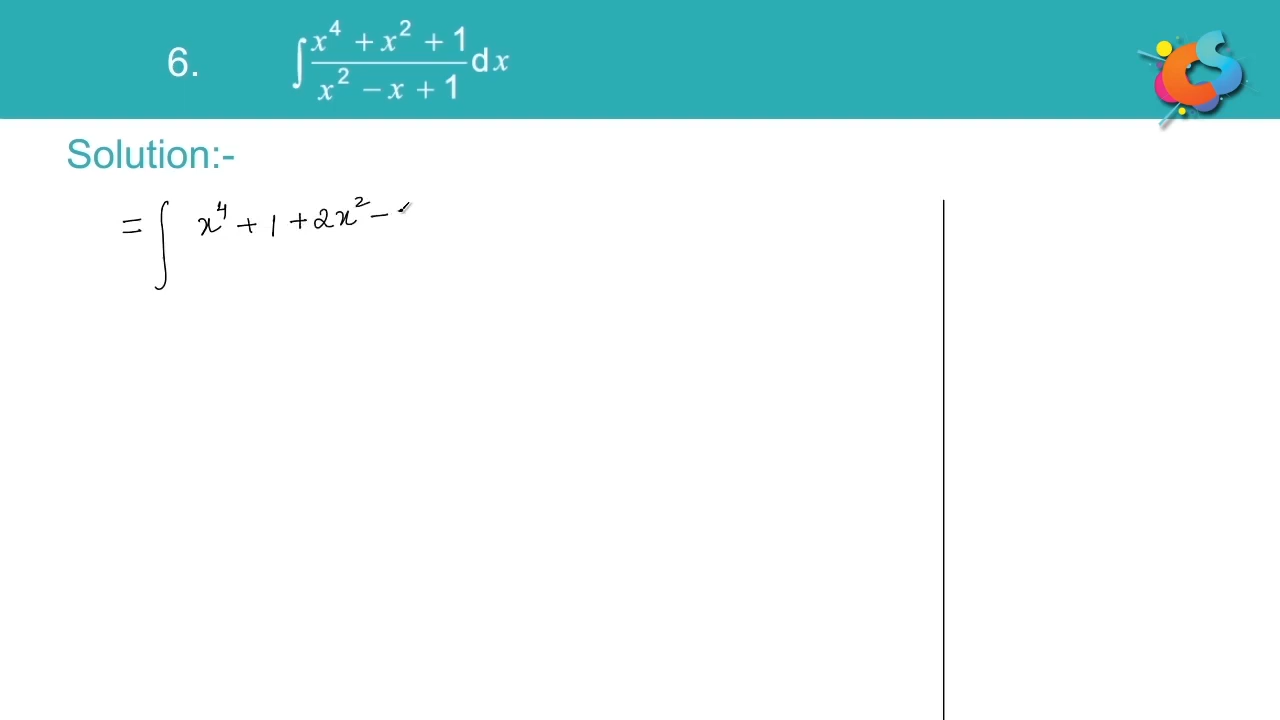 6. ∫ x⁴ + x² + 1 / x² − x + 1 dx
Solution:-
= ∫ x⁴ + 1 + 2x² −